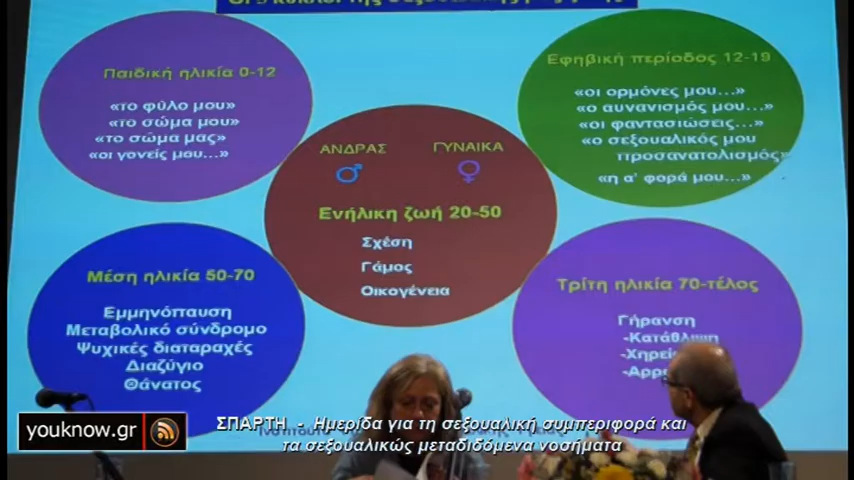 Παιδική ηλικία 0-12
«το φύλο μου»
«το σώμα μου»
«το σώμα μας»
«οι γονείς μου...»
Εφηβική περίοδος 12-19
«οι ορμόνες μου...»
«ο αυνανισμός μου...»
«οι φαντασιώσεις...»
«ο σεξουαλικός μου
προσανατολισμός»
«η α' φορά μου...»
ΑΝΔΡΑΣ
ΓΥΝΑΙΚΑ
Ενήλικη ζωή 20-50
Σχέση
Γάμος
Οικογένεια
Μέση ηλικία 50-70
Εμμηνόπαυση
Μεταβολικό σύνδρομο
Ψυχικές διαταραχές
Διαζύγιο
Θάνατος
Τρίτη ηλικία 70-τέλος
Γήρανση
-Κατάθλιψη
youknow.gr
ΣΠΑΡΤΗ - Ημερίδα για τη σεξουαλική συμπεριφορά και
τα σεξουαλικώς μεταδιδόμενα νοσήματα